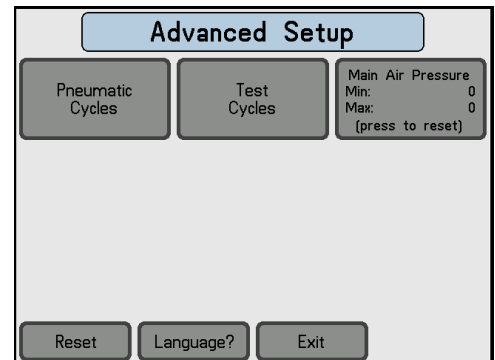 Advanced Setup
Pneumatic
Cycles
Test
Cycles
Main Air Pressure
Min: 0
Max: 0
(press to reset)
Reset
Language?
Exit